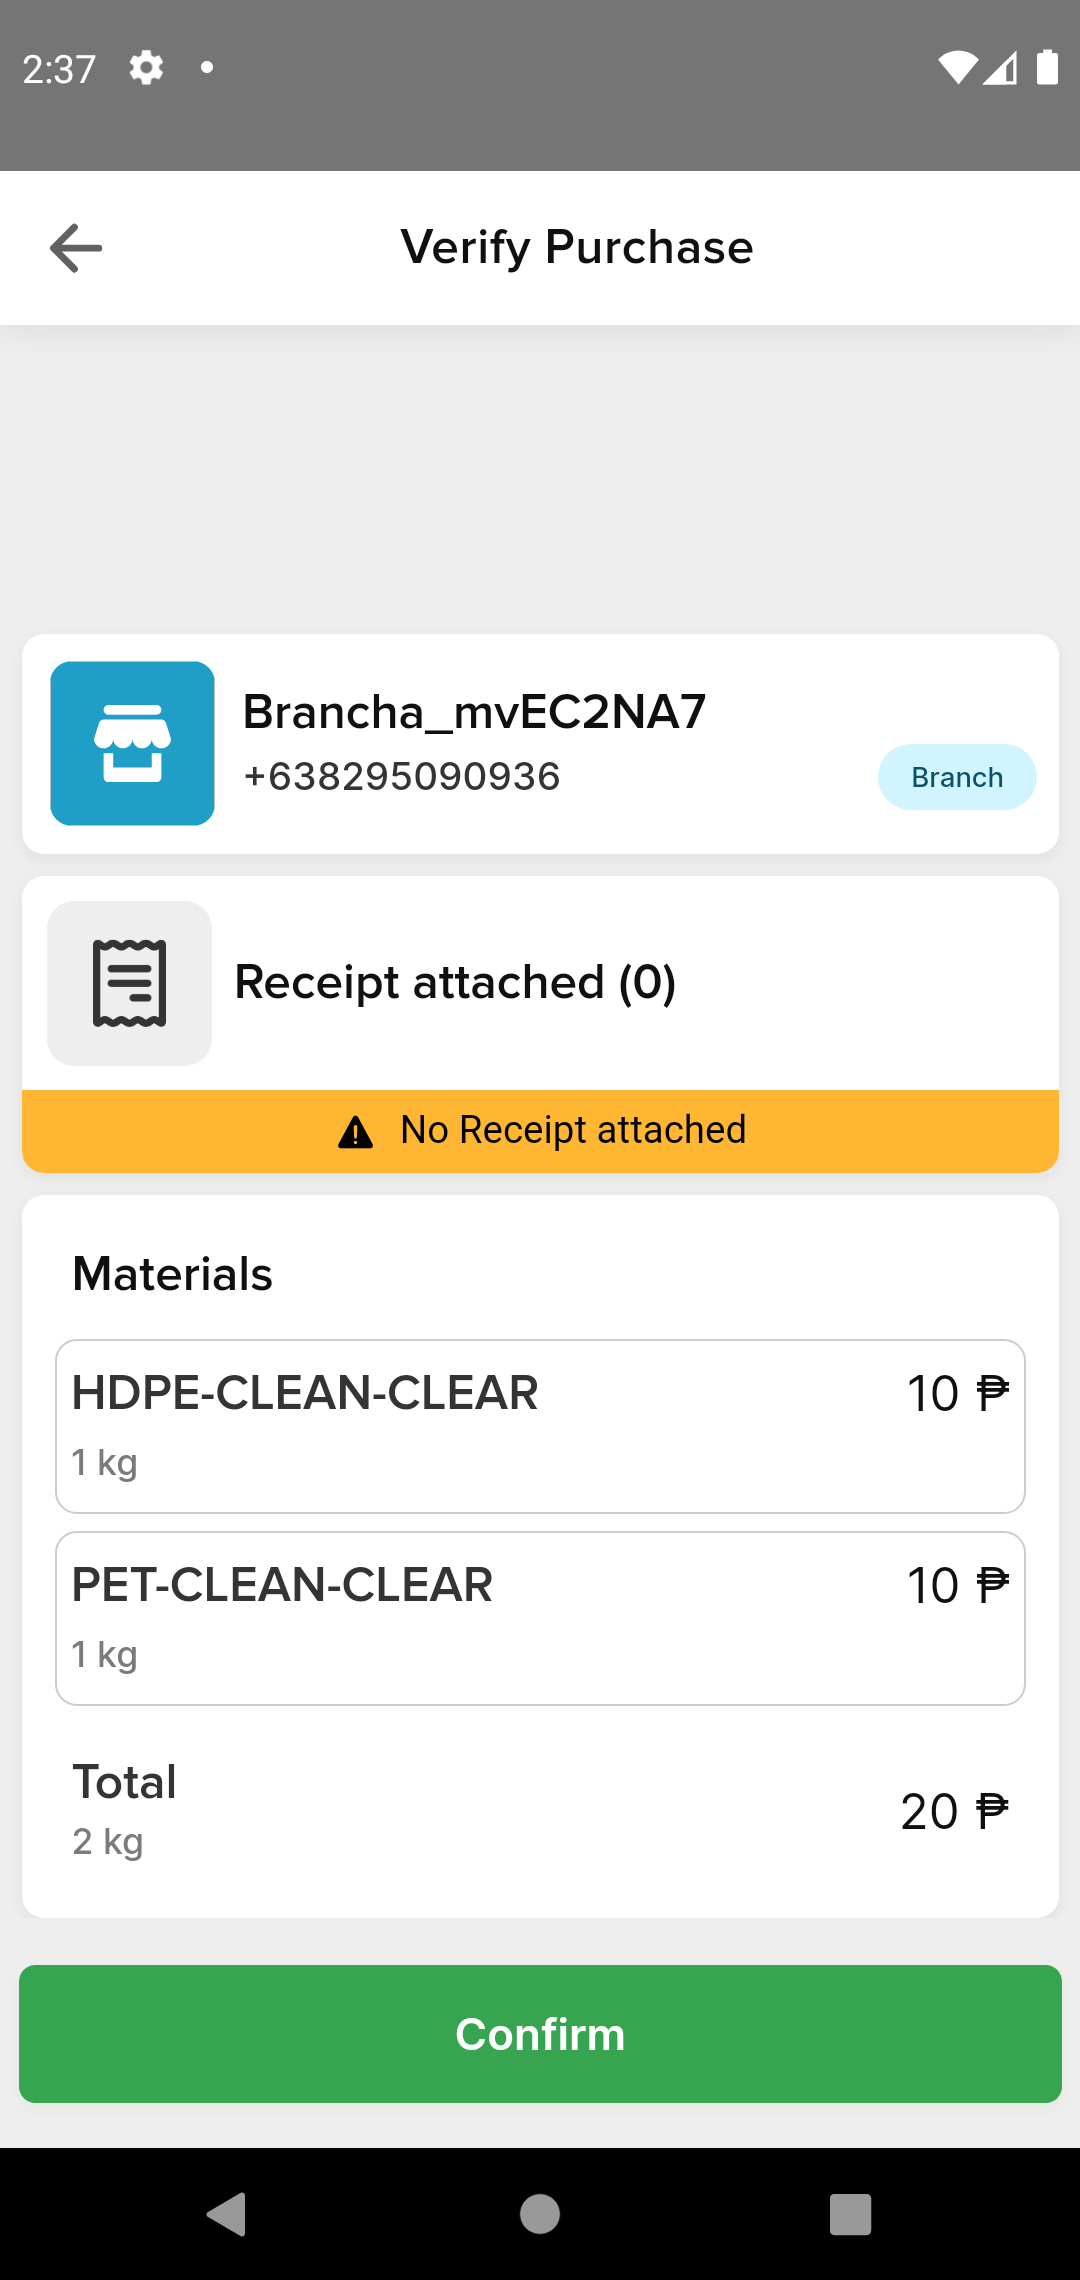 2:37
Verify Purchase
Brancha_mvEC2NA7
+638295090936
Branch
Receipt attached (0)
No Receipt attached
Materials
HDPE-CLEAN-CLEAR 10 ₱
1 kg
PET-CLEAN-CLEAR 10 ₱
1 kg
Total
20 ₱
2 kg
Confirm